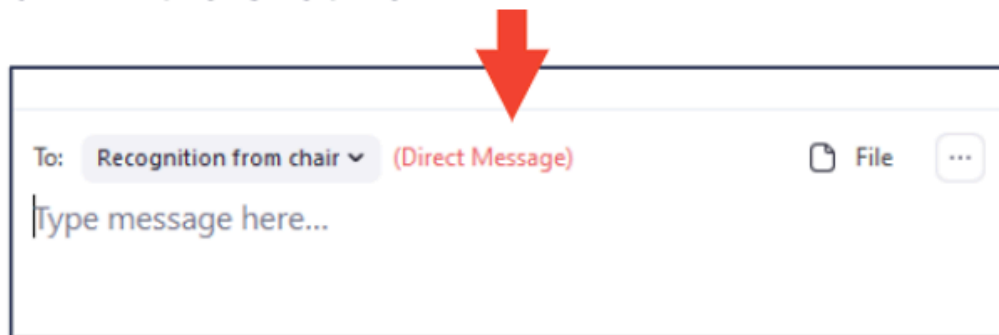 To: Recognition from chair (Direct Message) File ...
Type message here...